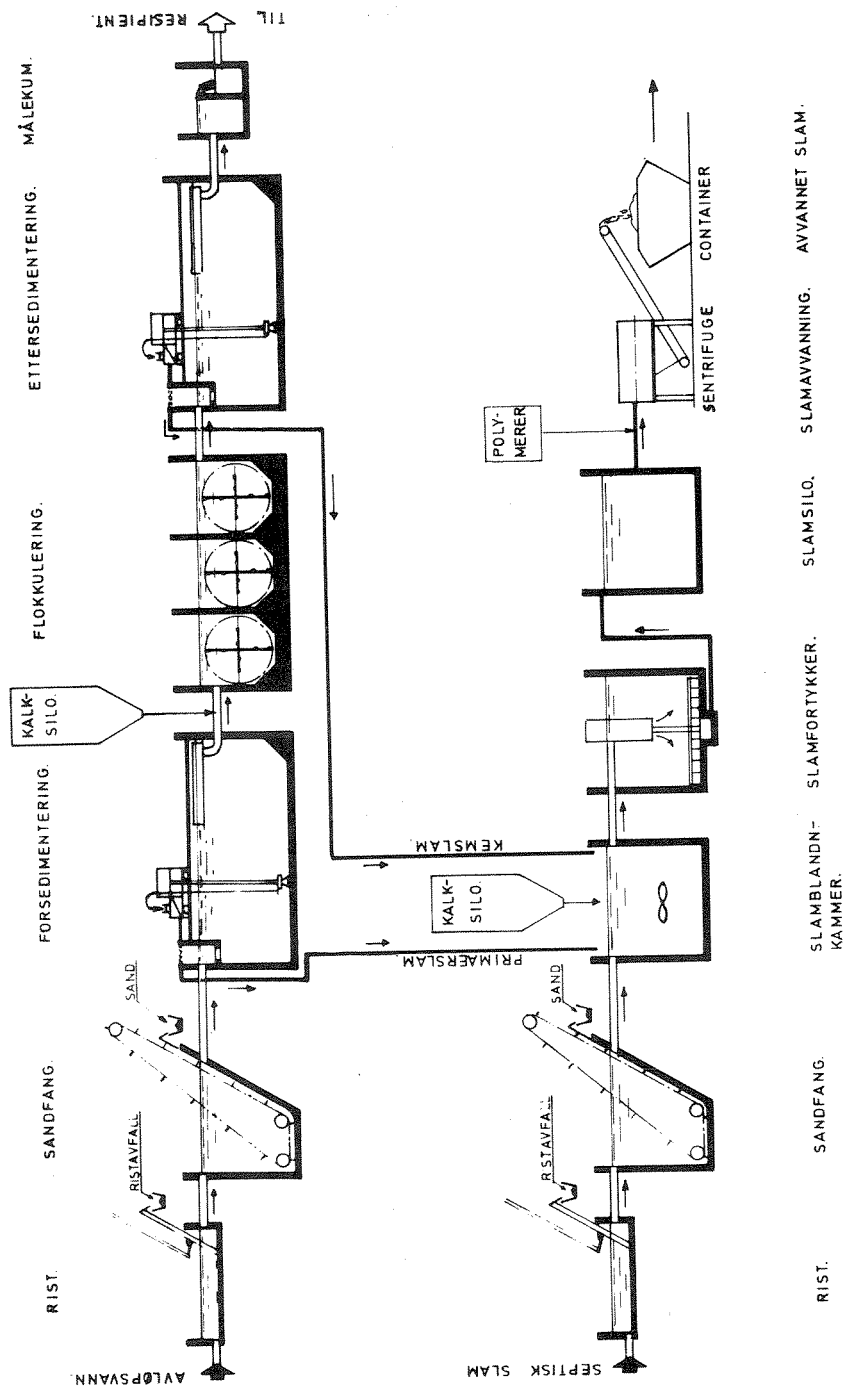 RIST.
SANDFANG.
FORSEDIMENTERING.
FLOKKULERING.
ETTERSEDIMENTERING.
MÅLEKUM.
AVLØPSVANN.
RISTAVFALL
SAND
KALK-
SILO.
TIL
RESIPIENT.
PRIMAERSLAM.
KEMSLAM.
KALK-
SILO.
SEPTISK SLAM
RISTAVFALL
SAND
POLY-
MERER
SENTRIFUGE
CONTAINER
RIST.
SANDFANG.
SLAMBLANDN-
KAMMER.
SLAMFORTYKKER.
SLAMSILO.
SLAMAVVANNING.
AVVANNET SLAM.